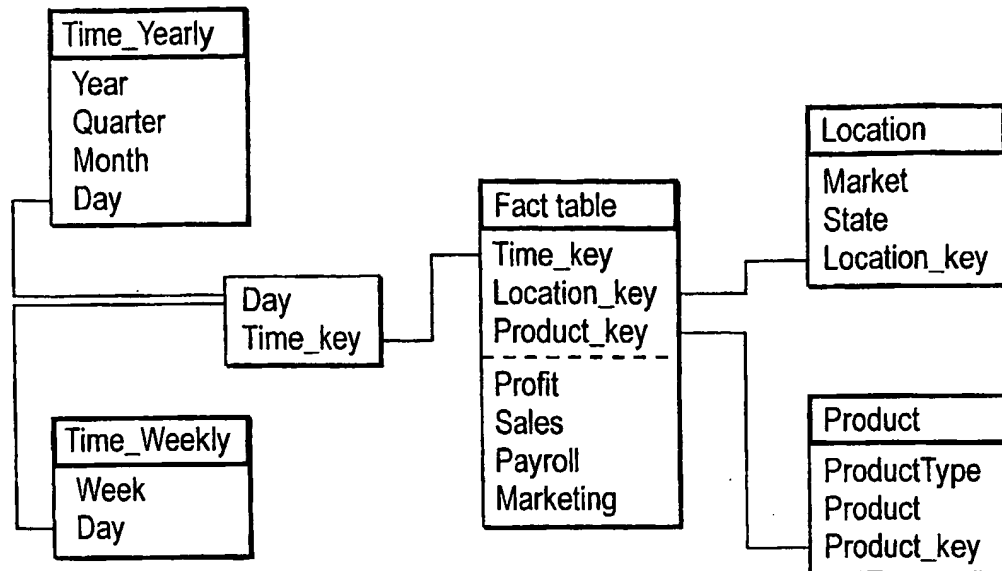 Time_Yearly
Year
Quarter
Month
Day
Day
Time_key
Time_Weekly
Week
Day
Fact table
Time_key
Location_key
Product_key
Profit
Sales
Payroll
Marketing
Location
Market
State
Location_key
Product
ProductType
Product
Product_key